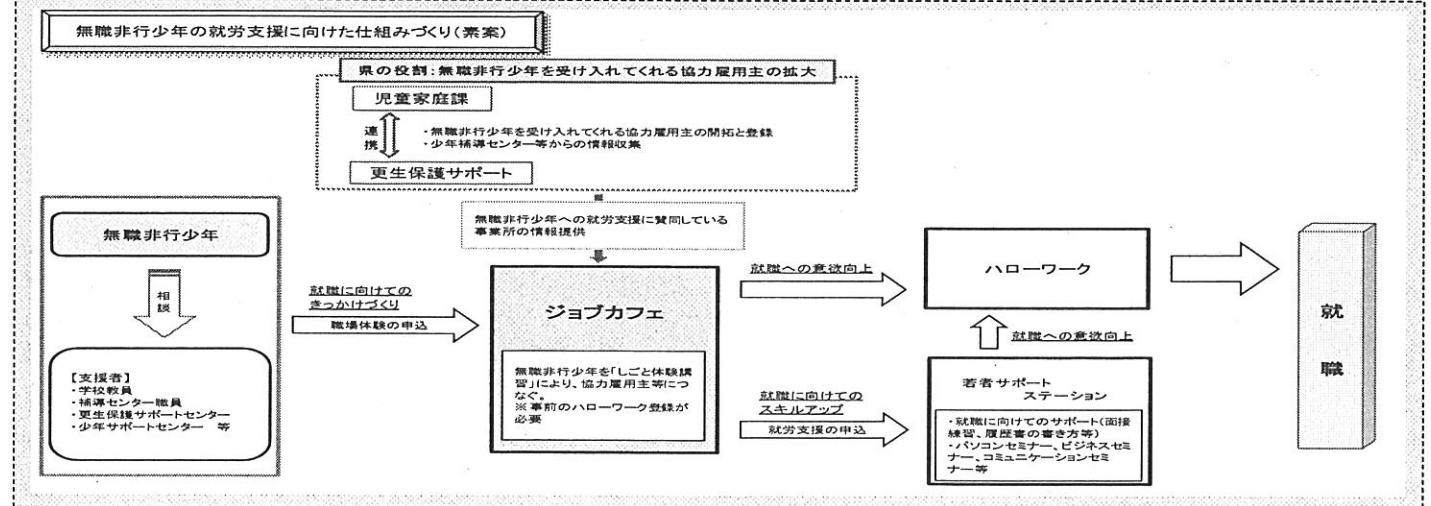 無職非行少年の就労支援に向けた仕組みづくり(素案)
県の役割:無職非行少年を受け入れてくれる協力雇用主の拡大
児童家庭課
連携
・無職非行少年を受け入れてくれる協力雇用主の開拓と登録
・少年補導センター等からの情報収集
更生保護サポート
無職非行少年への就労支援に賛同している
事業所の情報提供
無職非行少年
相談
【支援者】
・学校教員
・補導センター職員
・更生保護サポートセンター
・少年サポートセンター 等
就職に向けての
きっかけづくり
職場体験の申込
ジョブカフェ
無職非行少年を「しごと体験講
習」により、協力雇用主等につ
なぐ。
※事前のハローワーク登録が
必要
就職への意欲向上
ハローワーク
就職への意欲向上
就職に向けての
スキルアップ
就労支援の申込
若者サポート
ステーション
・就職に向けてのサポート(面接
練習、履歴書の書き方等)
・パソコンセミナー、ビジネスセミ
ナー、コミュニケーションセミ
ナー等
就職